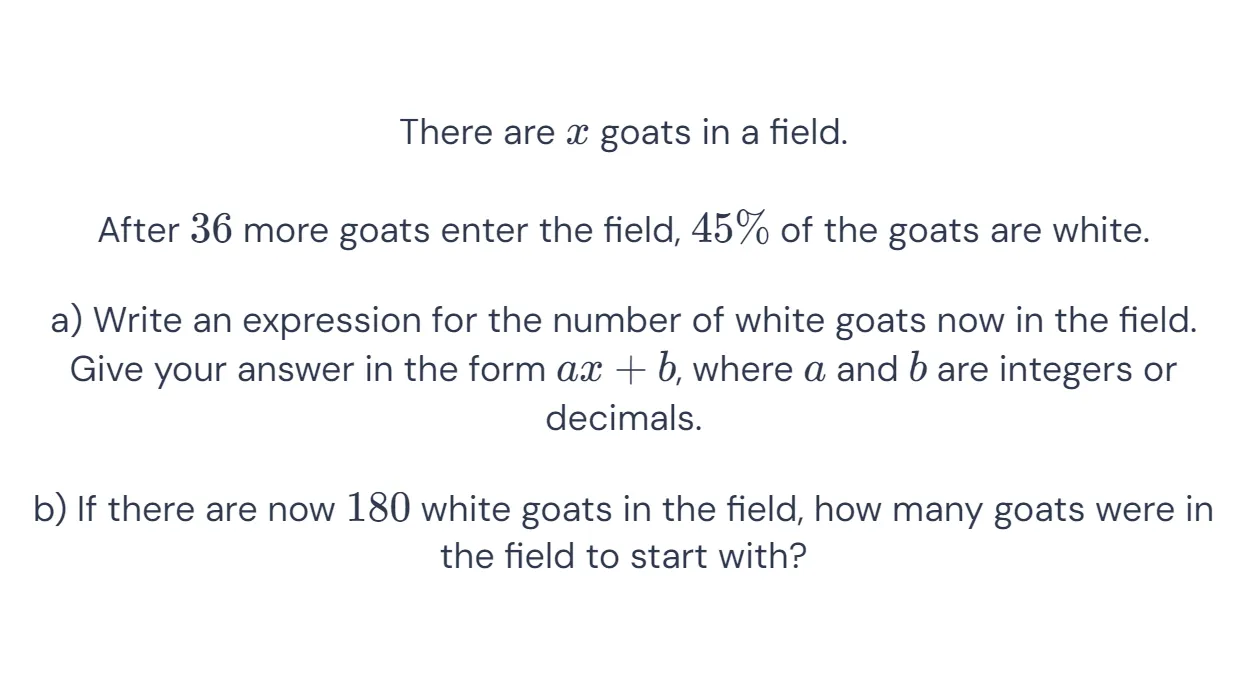 There are x goats in a field.
After 36 more goats enter the field, 45% of the goats are white.
a) Write an expression for the number of white goats now in the field.
Give your answer in the form ax + b, where a and b are integers or
decimals.
b) If there are now 180 white goats in the field, how many goats were in
the field to start with?